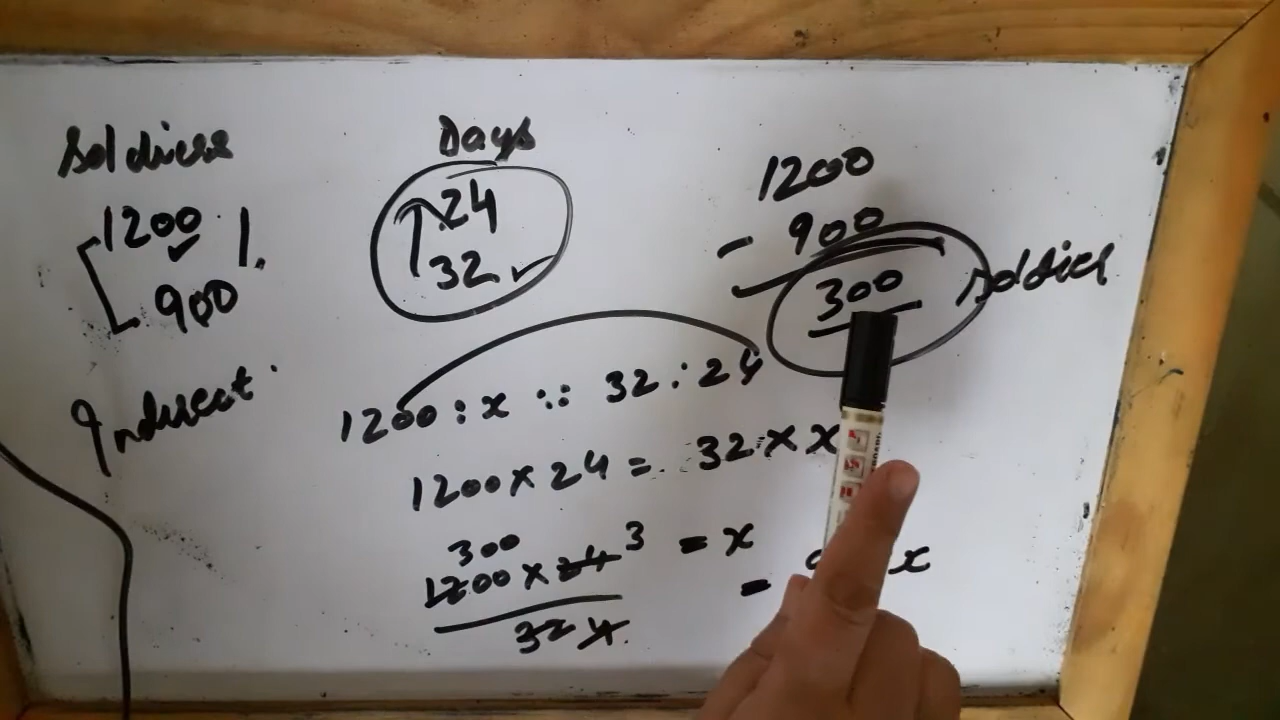 Soldiers Days
1200 24
900 32
Indirect
1200 : x :: 32 : 24
1200 x 24 = 32 x x
300
1200 x 24 3 = x
32 4
= x
1200
- 900
300 soldier